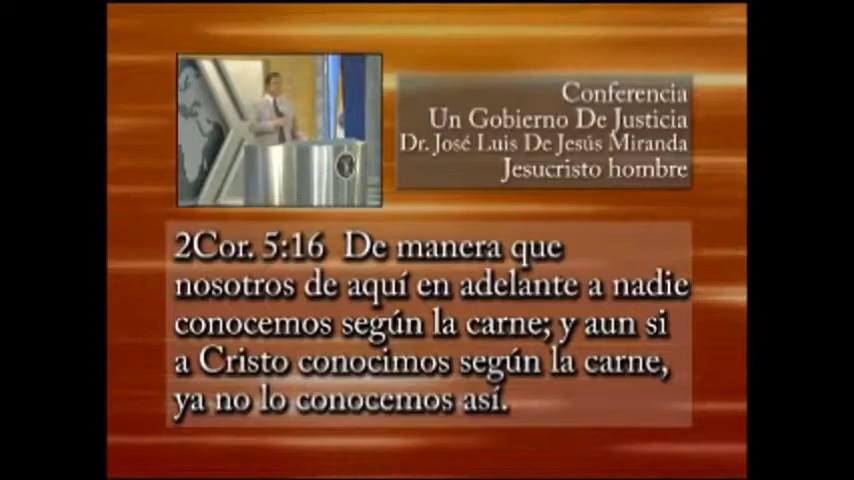 Conferencia
Un Gobierno De Justicia
Dr. José Luis De Jesús Miranda
Jesucristo hombre
2Cor. 5:16 De manera que
nosotros de aquí en adelante a nadie
conocemos según la carne; y aun si
a Cristo conocimos según la carne,
ya no lo conocemos así.